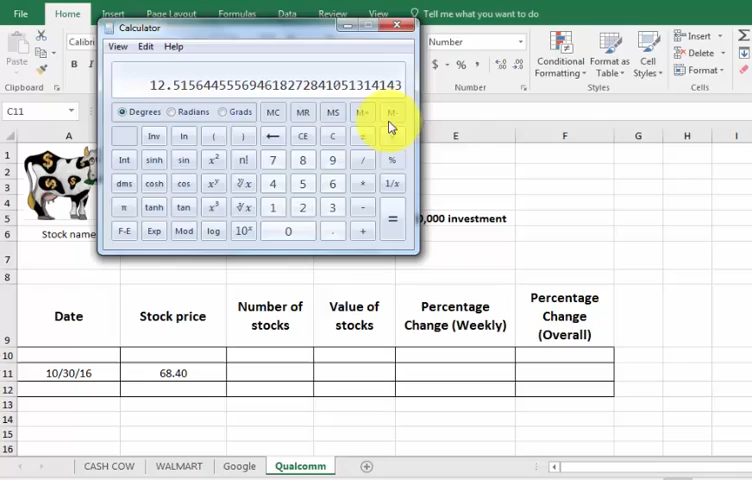 File Home Insert Page Layout Formulas Data Review View Tell me what you want to do
Calculator
View Edit Help
12.515644555694618272841051314143
Degrees Radians Grads MC MR MS M+ M-
Inv ln ( ) ← CE C ±
Int sinh sin x² n! 7 8 9 / %
dms cosh cos xʸ ʸ√x 4 5 6 * 1/x
π tanh tan x³ ³√x 1 2 3 - =
F-E Exp Mod log 10ˣ 0 . +
Paste
Clipboard
Calibri
B
Number
$ % ,
Number
Conditional Formatting
Format as Table
Cell Styles
Styles
Insert
Delete
Format
Cells
C11
A E F G H I
1
2
3
4
5 0,000 investment
6 Stock name
7
8
9 Date Stock price Number of stocks Value of stocks Percentage Change (Weekly) Percentage Change (Overall)
10
11 10/30/16 68.40
12
13
14
15
16
CASH COW WALMART Google Qualcomm